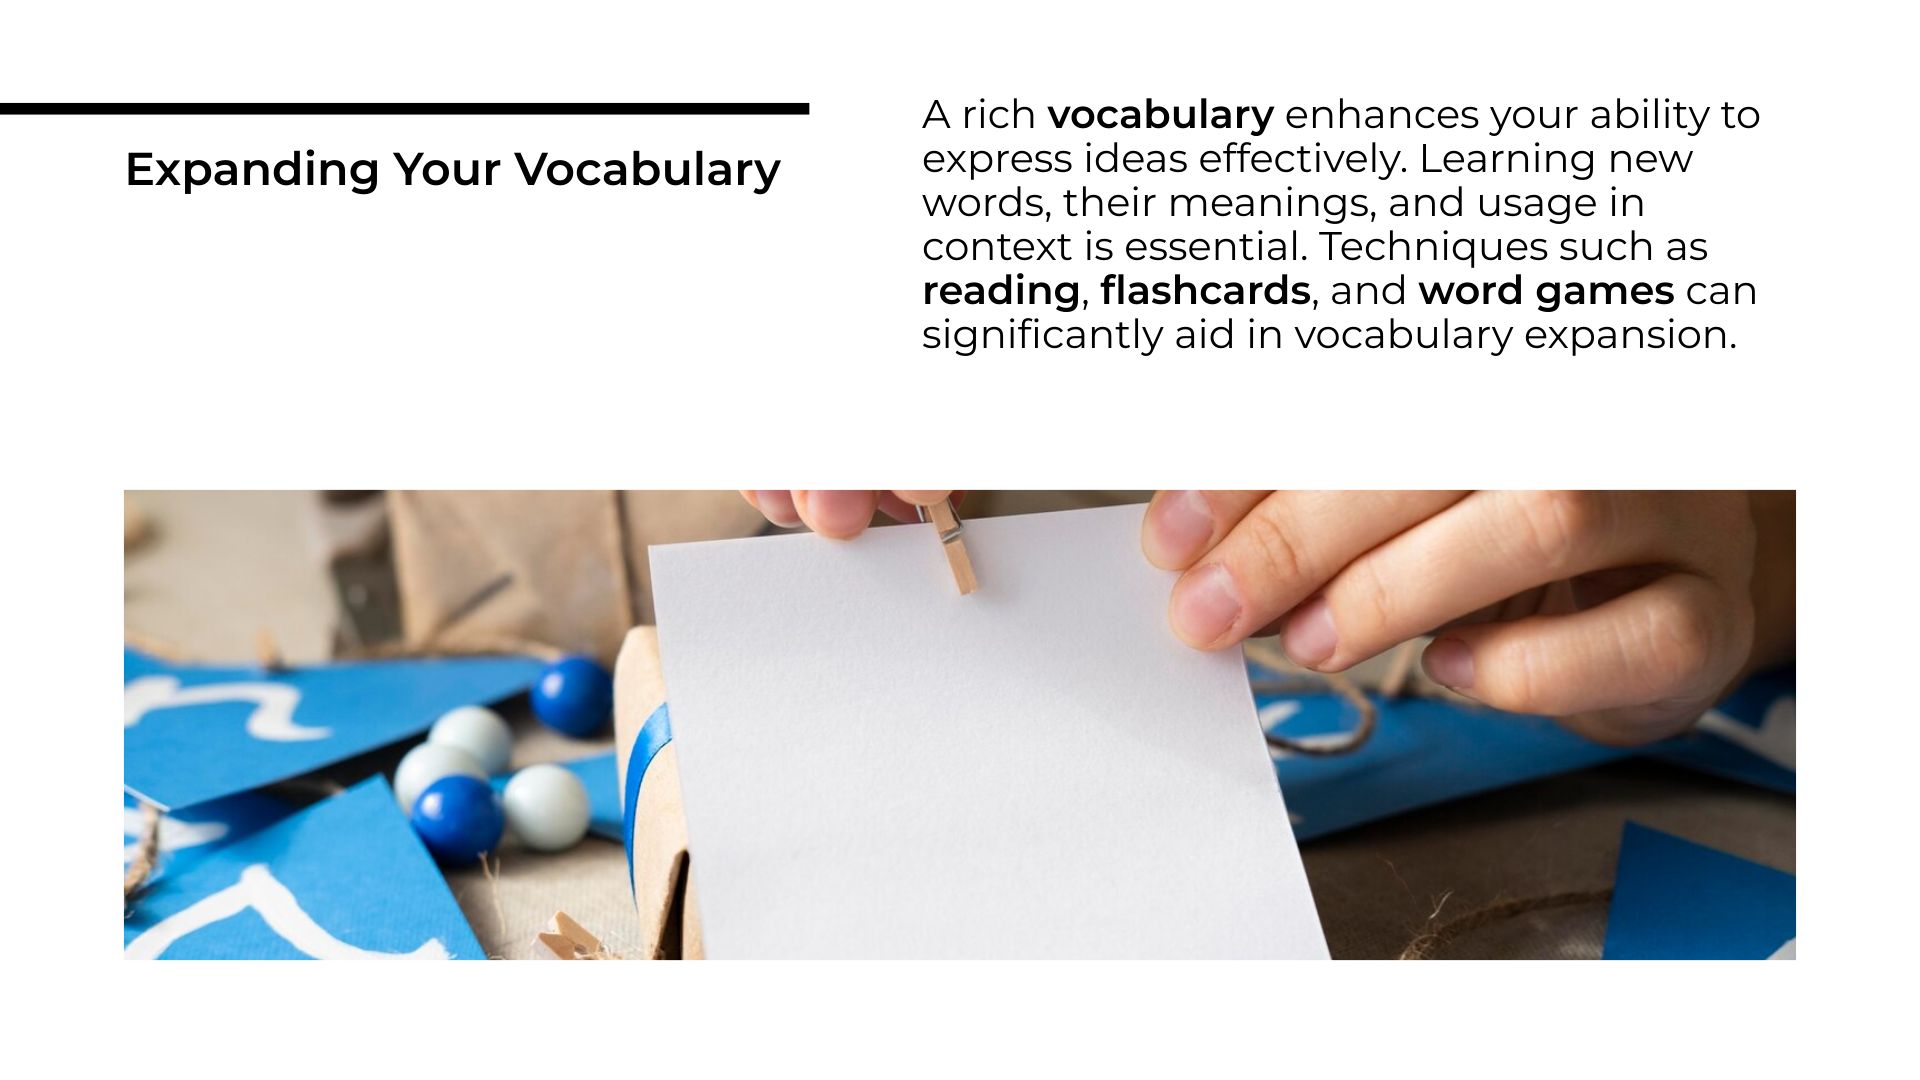 Expanding Your Vocabulary
A rich vocabulary enhances your ability to
express ideas effectively. Learning new
words, their meanings, and usage in
context is essential. Techniques such as
reading, flashcards, and word games can
significantly aid in vocabulary expansion.